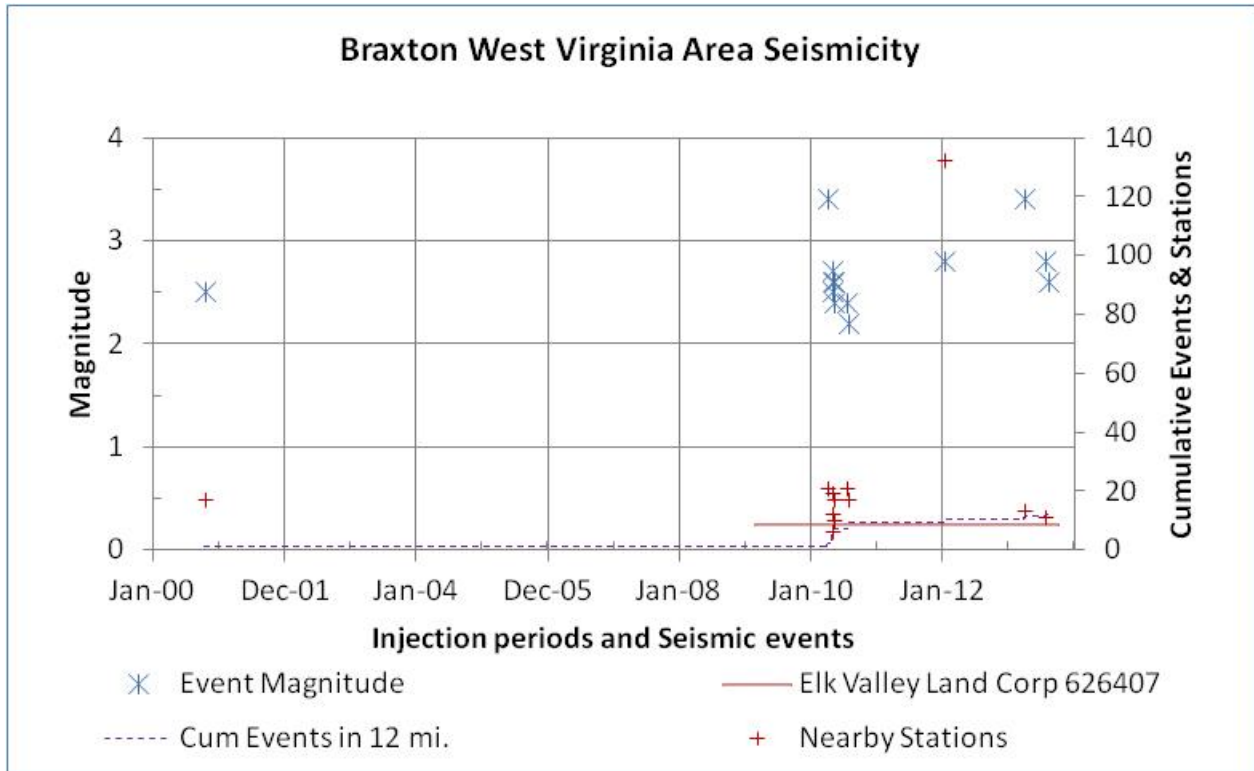 Braxton West Virginia Area Seismicity
4
3
2
1
0
Magnitude
140
120
100
80
60
40
20
0
Cumulative Events & Stations
Jan-00 Dec-01 Jan-04 Dec-05 Jan-08 Jan-10 Jan-12
Injection periods and Seismic events
Event Magnitude
Elk Valley Land Corp 626407
Cum Events in 12 mi.
Nearby Stations